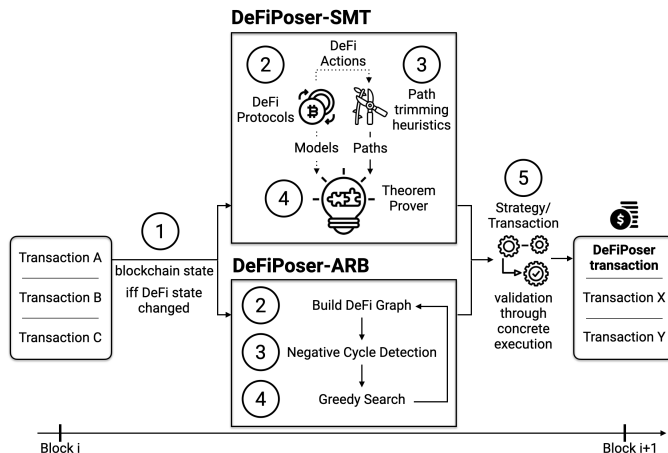 DeFiPoser-SMT
2
DeFi
Actions
3
DeFi
Protocols
Path
trimming
heuristics
Models
Paths
4
Theorem
Prover
1
blockchain state
iff DeFi state
changed
Transaction A
Transaction B
Transaction C
DeFiPoser-ARB
2
Build DeFi Graph
3
Negative Cycle Detection
4
Greedy Search
5
Strategy/
Transaction
validation
through
concrete
execution
DeFiPoser
transaction
Transaction X
Transaction Y
Block i
Block i+1